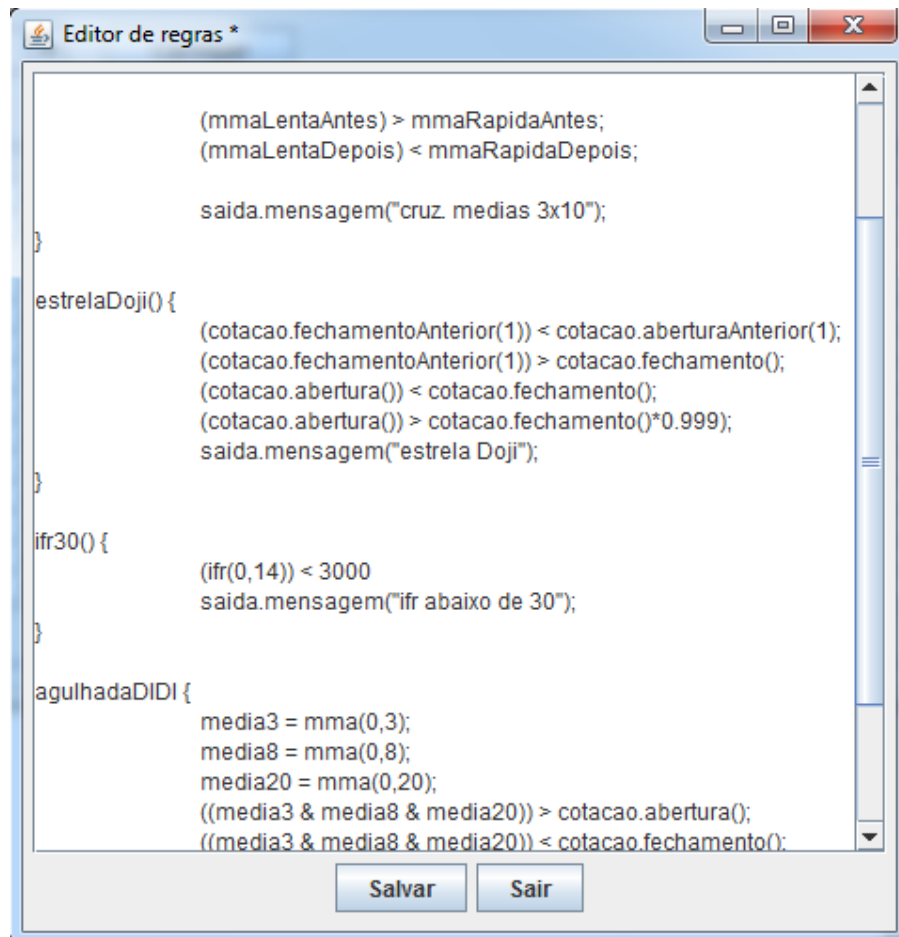 Editor de regras *
(mmaLentaAntes) > mmaRapidaAntes;
(mmaLentaDepois) < mmaRapidaDepois;
saida.mensagem("cruz. medias 3x10");
}
estrelaDoji() {
(cotacao.fechamentoAnterior(1)) < cotacao.aberturaAnterior(1);
(cotacao.fechamentoAnterior(1)) > cotacao.fechamento();
(cotacao.abertura()) < cotacao.fechamento();
(cotacao.abertura()) > cotacao.fechamento()*0.999);
saida.mensagem("estrela Doji");
}
ifr30() {
(ifr(0,14)) < 3000
saida.mensagem("ifr abaixo de 30");
}
agulhadaDIDI {
media3 = mma(0,3);
media8 = mma(0,8);
media20 = mma(0,20);
((media3 & media8 & media20)) > cotacao.abertura();
((media3 & media8 & media20)) < cotacao.fechamento();
Salvar Sair